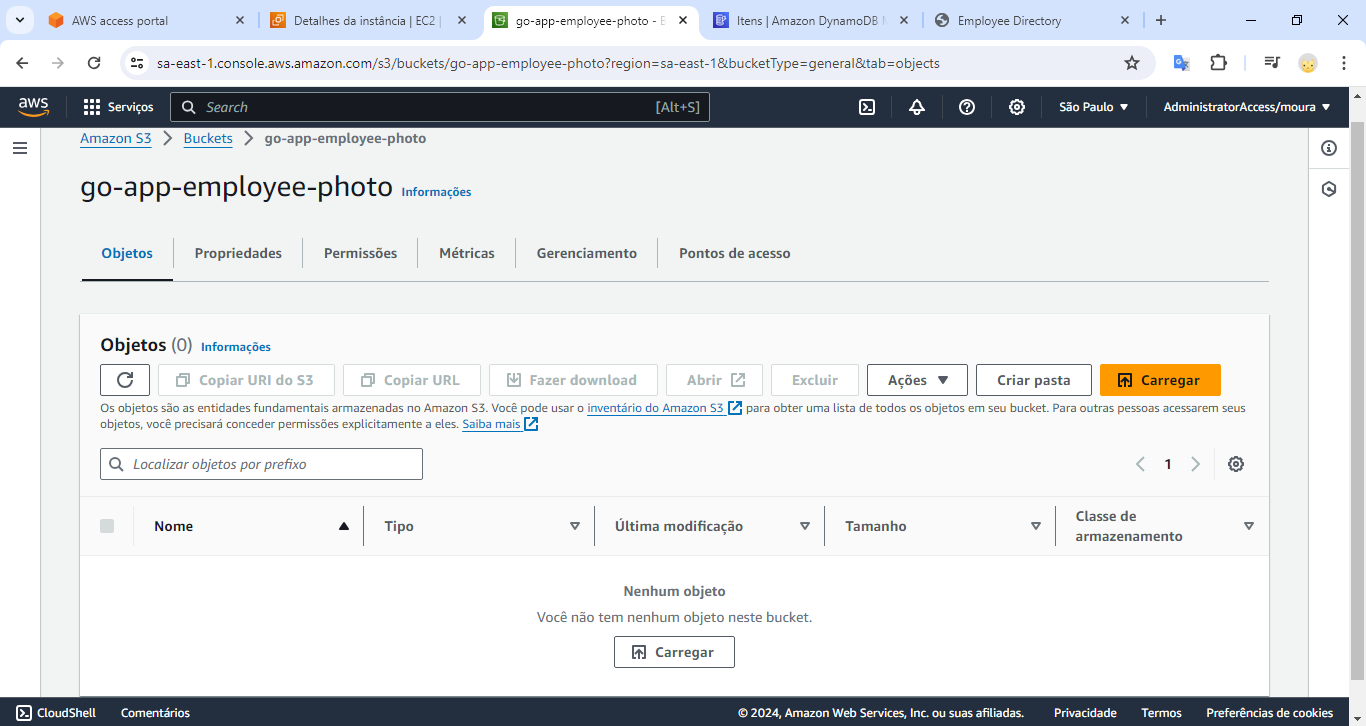 AWS access portal
Detalhes da instância | EC2 |
go-app-employee-photo - B
Itens | Amazon DynamoDB M
Employee Directory
sa-east-1.console.aws.amazon.com/s3/buckets/go-app-employee-photo?region=sa-east-1&bucketType=general&tab=objects
aws
Serviços
Search
[Alt+S]
São Paulo
AdministratorAccess/moura
Amazon S3
Buckets
go-app-employee-photo
go-app-employee-photo
Informações
Objetos
Propriedades
Permissões
Métricas
Gerenciamento
Pontos de acesso
Objetos (0)
Informações
Copiar URI do S3
Copiar URL
Fazer download
Abrir
Excluir
Ações
Criar pasta
Carregar
Os objetos são as entidades fundamentais armazenadas no Amazon S3. Você pode usar o inventário do Amazon S3 para obter uma lista de todos os objetos em seu bucket. Para outras pessoas acessarem seus
objetos, você precisará conceder permissões explicitamente a eles. Saiba mais
Localizar objetos por prefixo
1
Nome
Tipo
Última modificação
Tamanho
Classe de
armazenamento
Nenhum objeto
Você não tem nenhum objeto neste bucket.
Carregar
CloudShell
Comentários
© 2024, Amazon Web Services, Inc. ou suas afiliadas.
Privacidade
Termos
Preferências de cookies